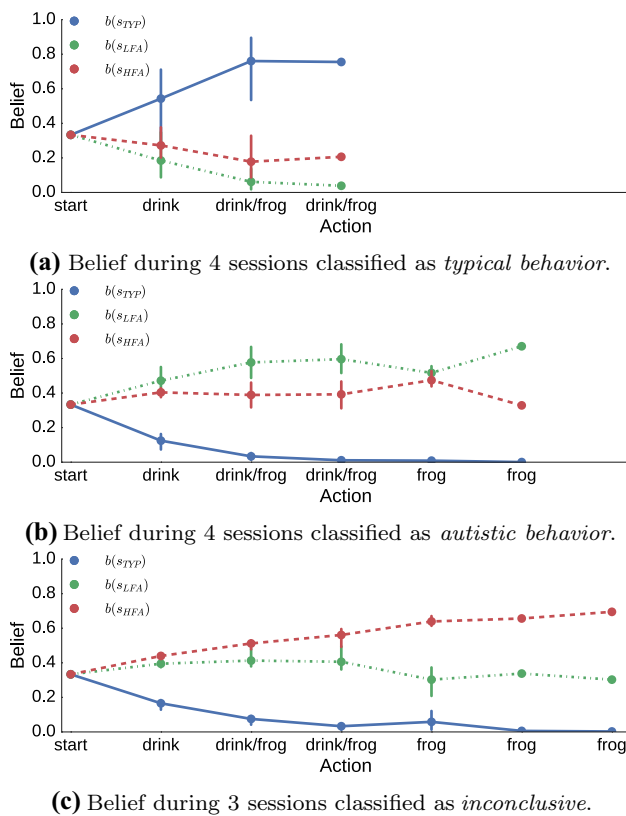 1.0
0.8
0.6
0.4
0.2
0.0
Belief
b(s_TYP)
b(s_LFA)
b(s_HFA)
start drink drink/frog drink/frog
Action
(a) Belief during 4 sessions classified as typical behavior.
1.0
0.8
0.6
0.4
0.2
0.0
Belief
b(s_TYP)
b(s_LFA)
b(s_HFA)
start drink drink/frog drink/frog frog frog
Action
(b) Belief during 4 sessions classified as autistic behavior.
1.0
0.8
0.6
0.4
0.2
0.0
Belief
b(s_TYP)
b(s_LFA)
b(s_HFA)
start drink drink/frog drink/frog frog frog frog
Action
(c) Belief during 3 sessions classified as inconclusive.